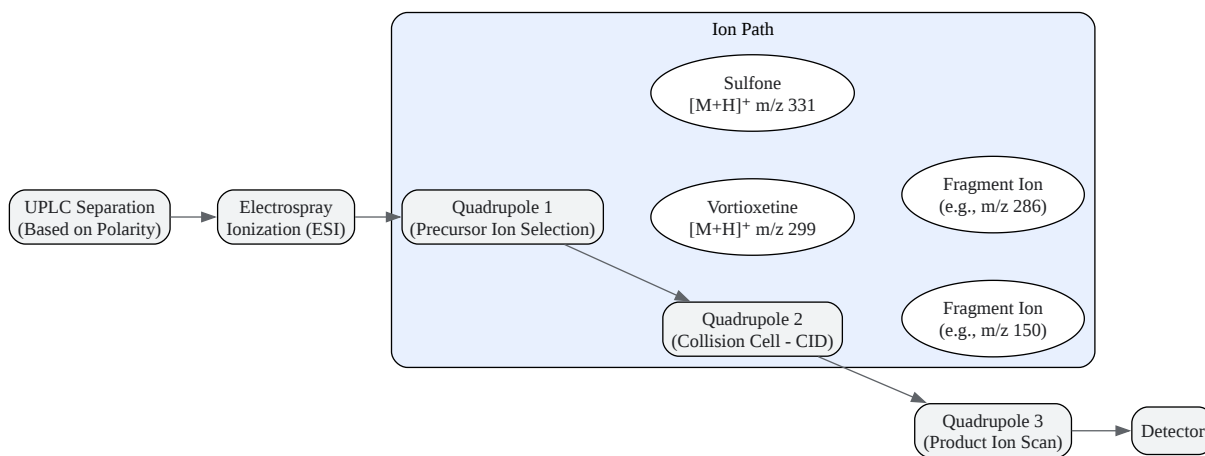 Ion Path
Sulfone
[M+H]⁺ m/z 331
Fragment Ion
(e.g., m/z 286)
UPLC Separation
(Based on Polarity)
Electrospray
Ionization (ESI)
Quadrupole 1
(Precursor Ion Selection)
Vortioxetine
[M+H]⁺ m/z 299
Quadrupole 2
(Collision Cell - CID)
Fragment Ion
(e.g., m/z 150)
Quadrupole 3
(Product Ion Scan)
Detector